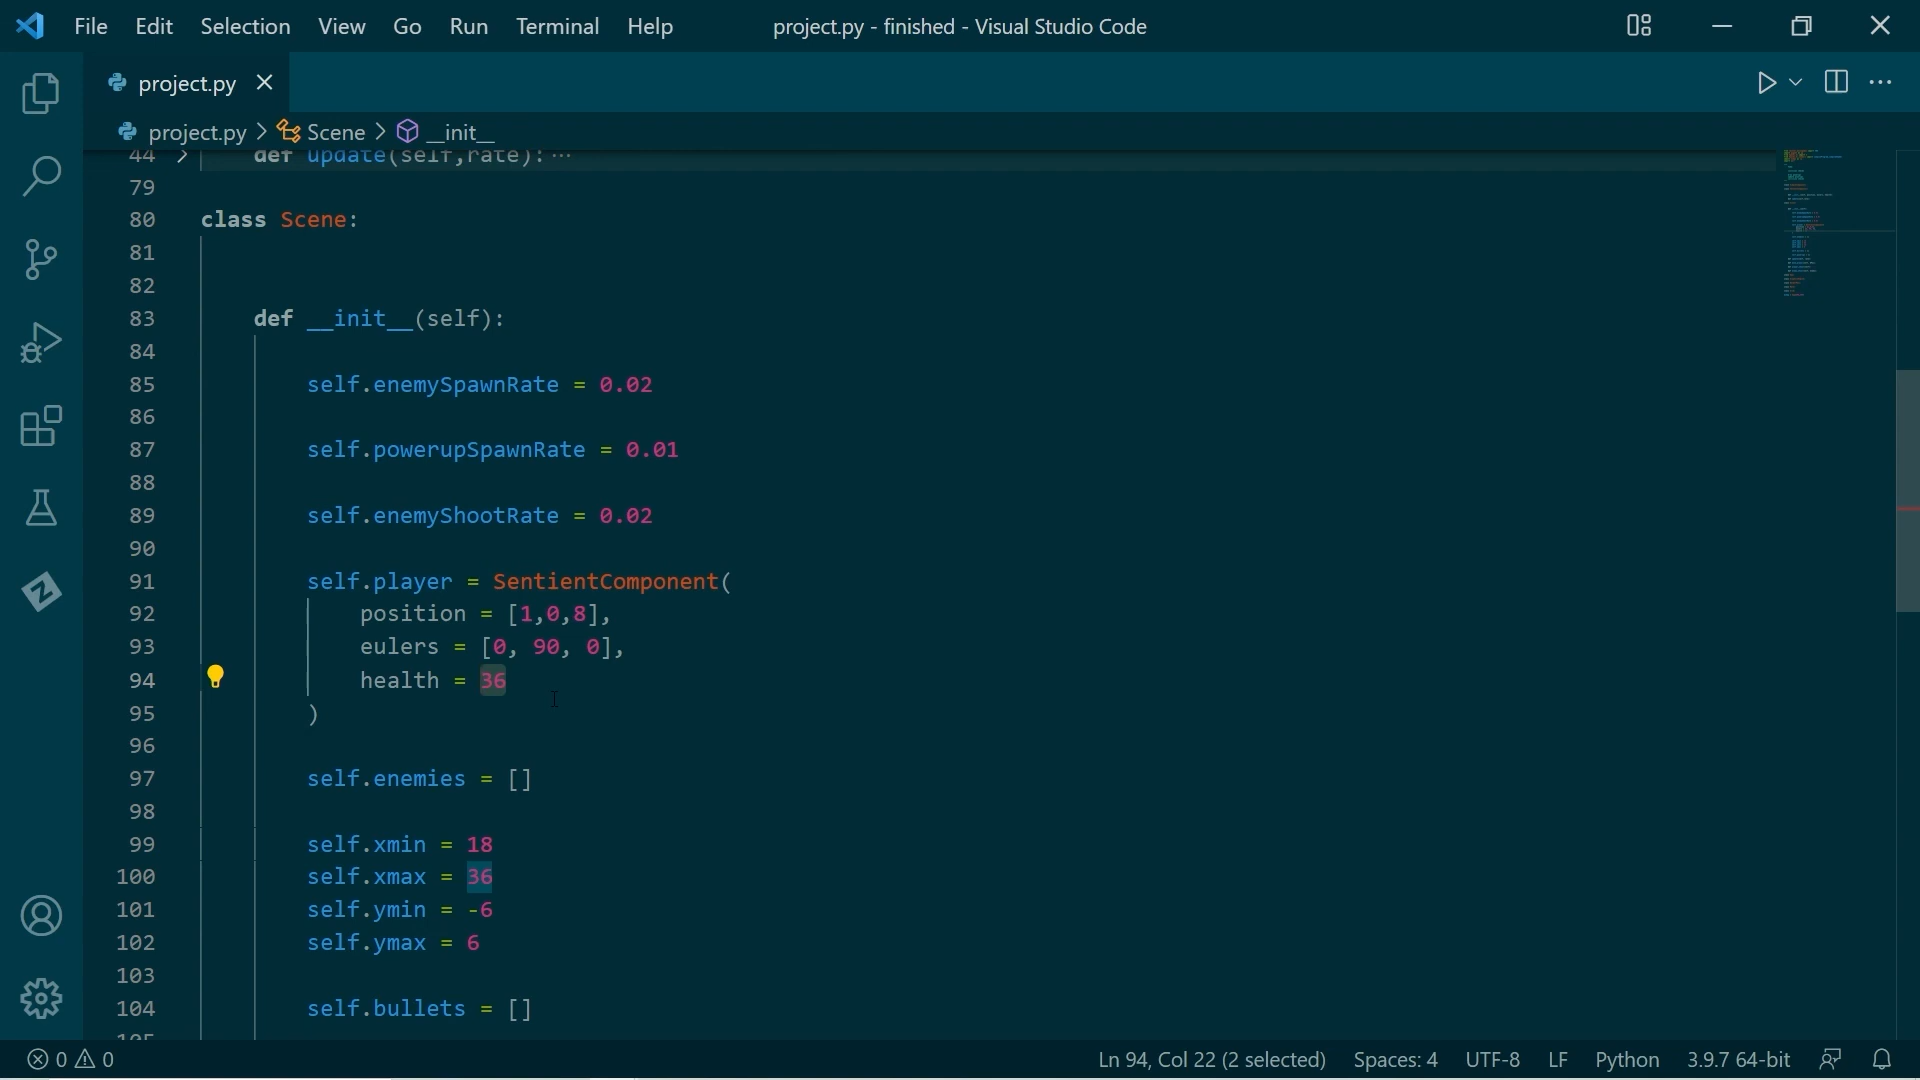 File Edit Selection View Go Run Terminal Help project.py - finished - Visual Studio Code
project.py
project.py > Scene > __init__
44 > def update(self,rate):···
79
80 class Scene:
81
82
83 def __init__(self):
84
85 self.enemySpawnRate = 0.02
86
87 self.powerupSpawnRate = 0.01
88
89 self.enemyShootRate = 0.02
90
91 self.player = SentientComponent(
92 position = [1,0,8],
93 eulers = [0, 90, 0],
94 health = 36
95 )
96
97 self.enemies = []
98
99 self.xmin = 18
100 self.xmax = 36
101 self.ymin = -6
102 self.ymax = 6
103
104 self.bullets = []
105
0 0 Ln 94, Col 22 (2 selected) Spaces: 4 UTF-8 LF Python 3.9.7 64-bit